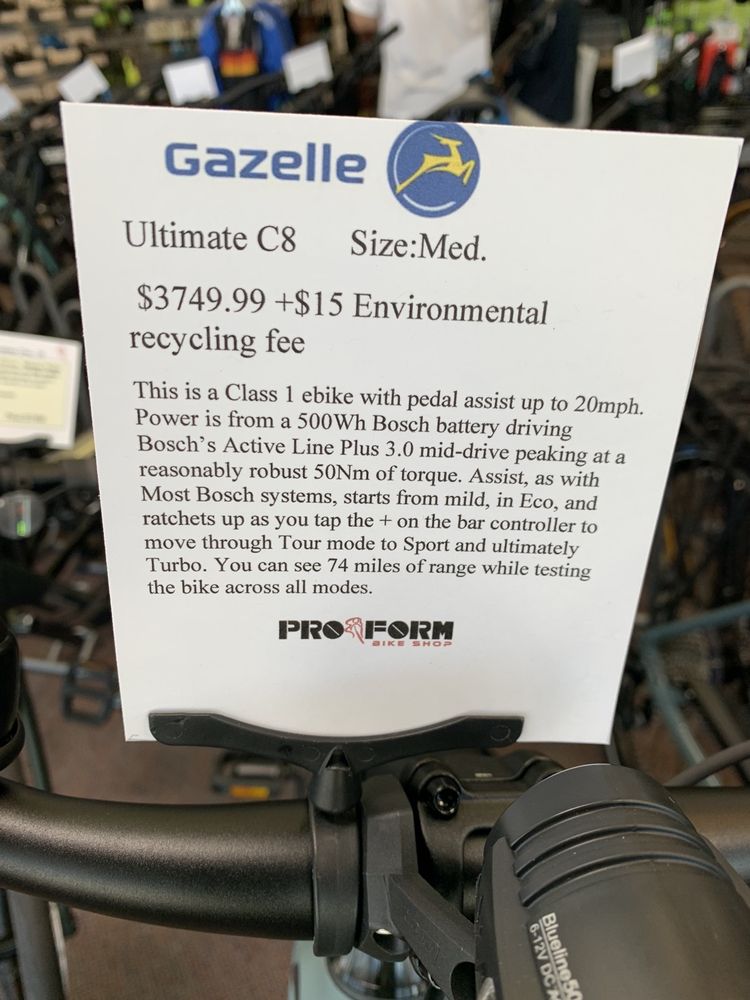 Gazelle
Ultimate C8 Size:Med.
$3749.99 +$15 Environmental
recycling fee
This is a Class 1 ebike with pedal assist up to 20mph.
Power is from a 500Wh Bosch battery driving
Bosch's Active Line Plus 3.0 mid-drive peaking at a
reasonably robust 50Nm of torque. Assist, as with
Most Bosch systems, starts from mild, in Eco, and
ratchets up as you tap the + on the bar controller to
move through Tour mode to Sport and ultimately
Turbo. You can see 74 miles of range while testing
the bike across all modes.
PRO FORM
BIKE SHOP
Blueline50
6-12V DC